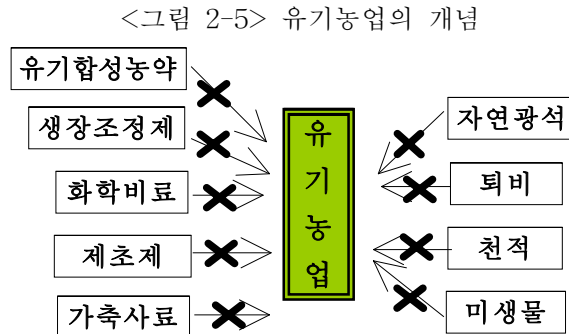 <그림 2-5> 유기농업의 개념
유기합성농약
생장조정제
화학비료
제초제
가축사료
유
기
농
업
자연광석
퇴비
천적
미생물